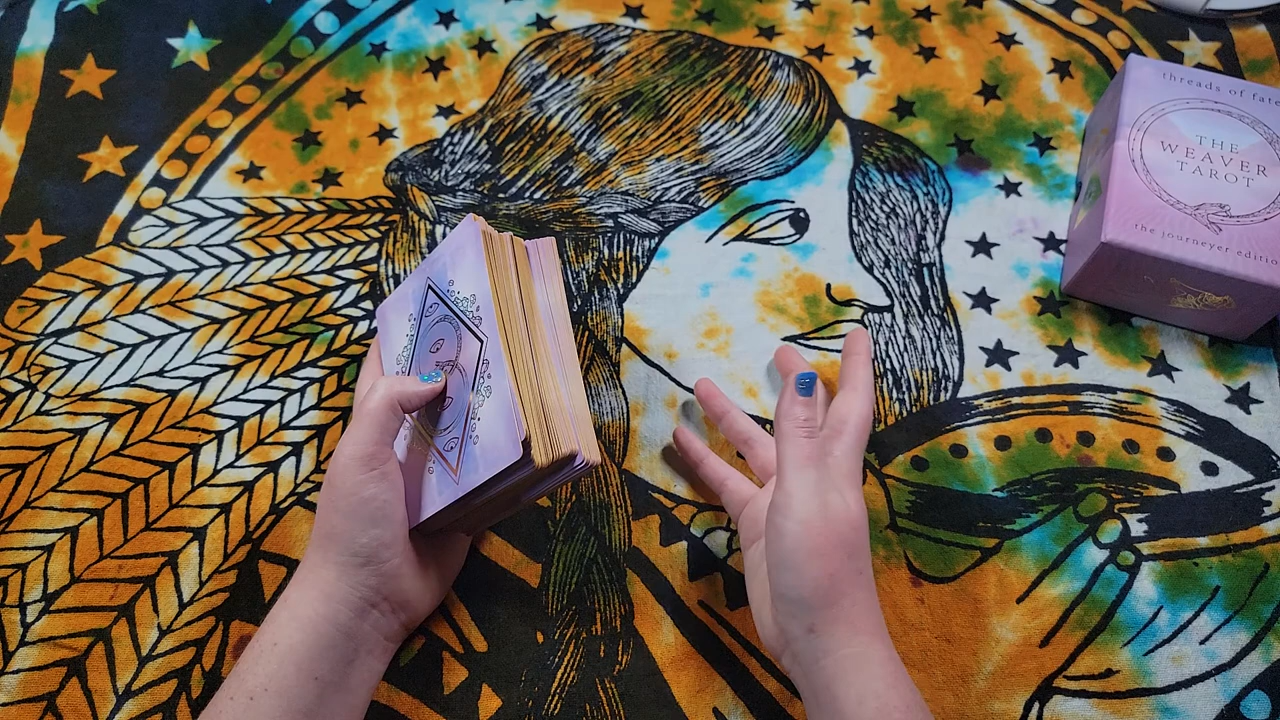 threads of fate
THE
WEAVER
TAROT
the journeyer edition